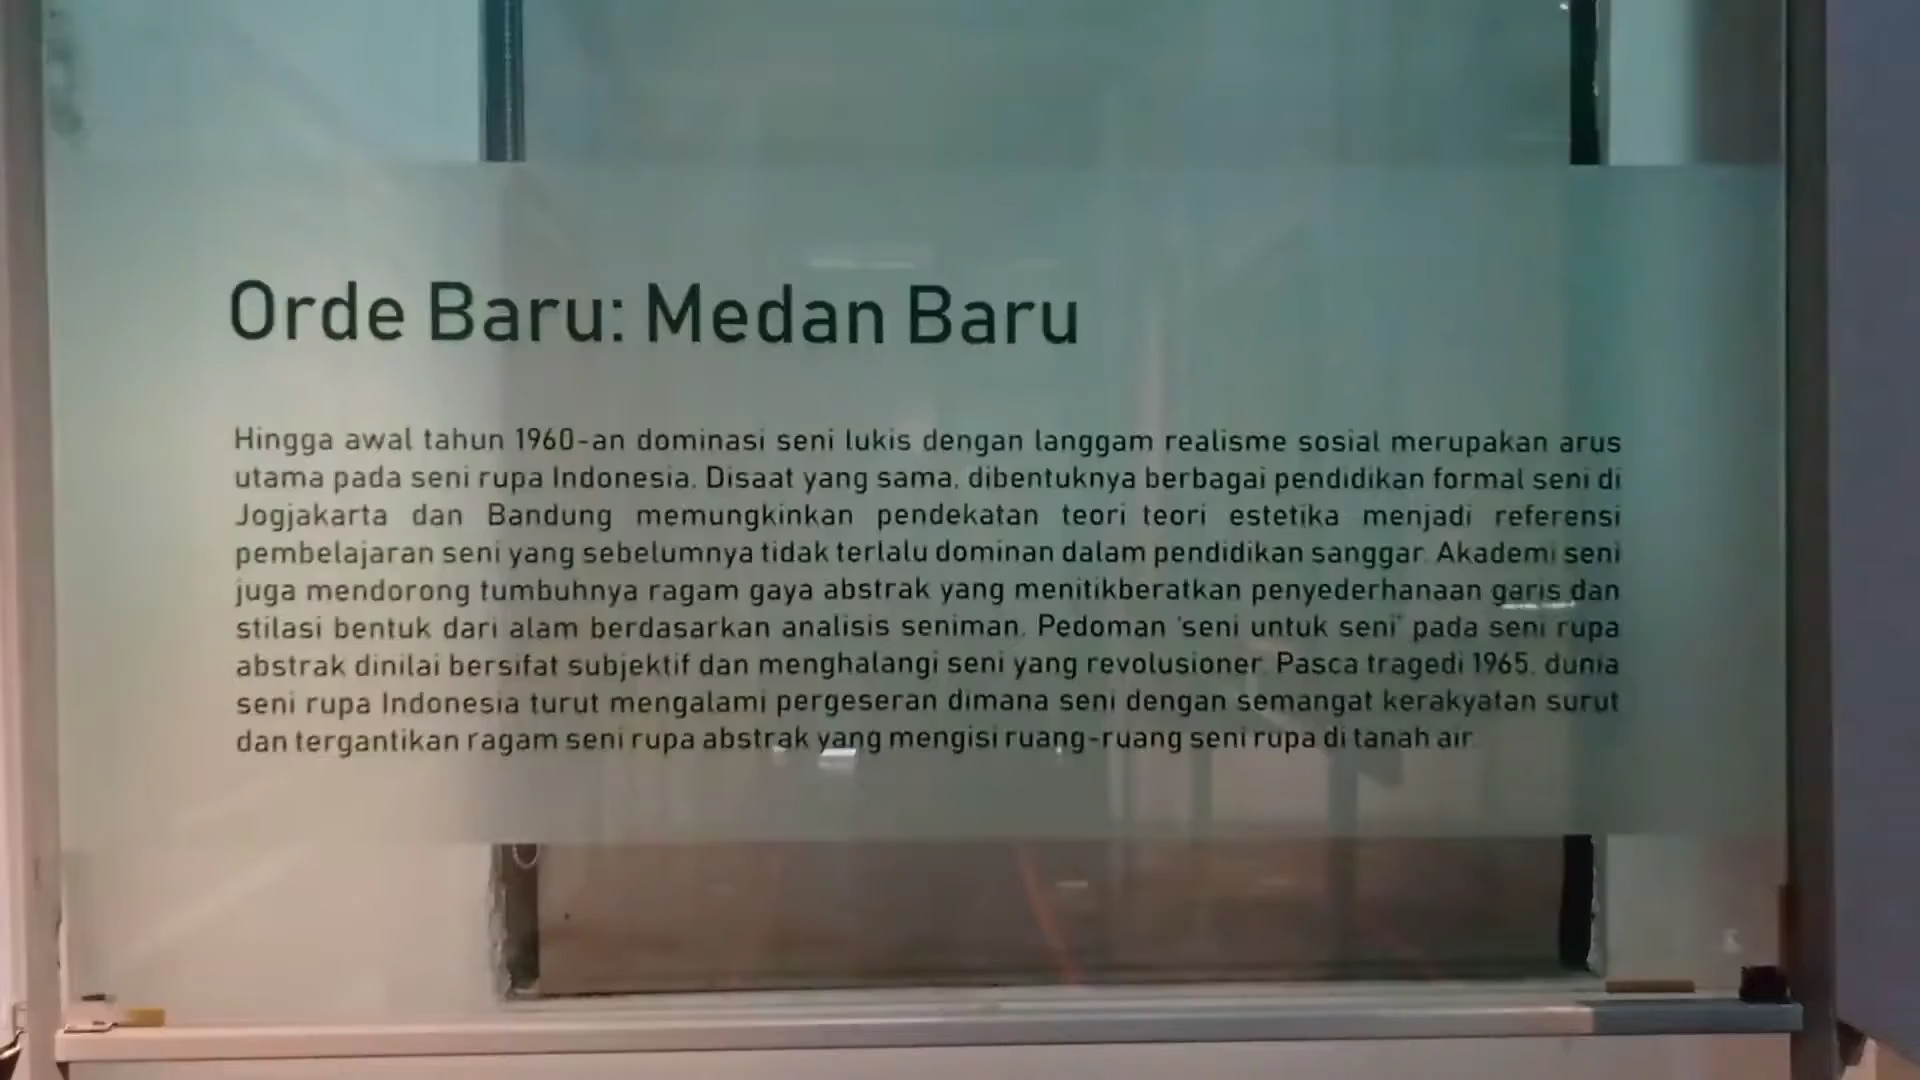 Orde Baru: Medan Baru
Hingga awal tahun 1960-an dominasi seni lukis dengan langgam realisme sosial merupakan arus
utama pada seni rupa Indonesia. Disaat yang sama, dibentuknya berbagai pendidikan formal seni di
Jogjakarta dan Bandung memungkinkan pendekatan teori teori estetika menjadi referensi
pembelajaran seni yang sebelumnya tidak terlalu dominan dalam pendidikan sanggar. Akademi seni
juga mendorong tumbuhnya ragam gaya abstrak yang menitikberatkan penyederhanaan garis dan
stilasi bentuk dari alam berdasarkan analisis seniman. Pedoman 'seni untuk seni' pada seni rupa
abstrak dinilai bersifat subjektif dan menghalangi seni yang revolusioner. Pasca tragedi 1965, dunia
seni rupa Indonesia turut mengalami pergeseran dimana seni dengan semangat kerakyatan surut
dan tergantikan ragam seni rupa abstrak yang mengisi ruang-ruang seni rupa di tanah air.